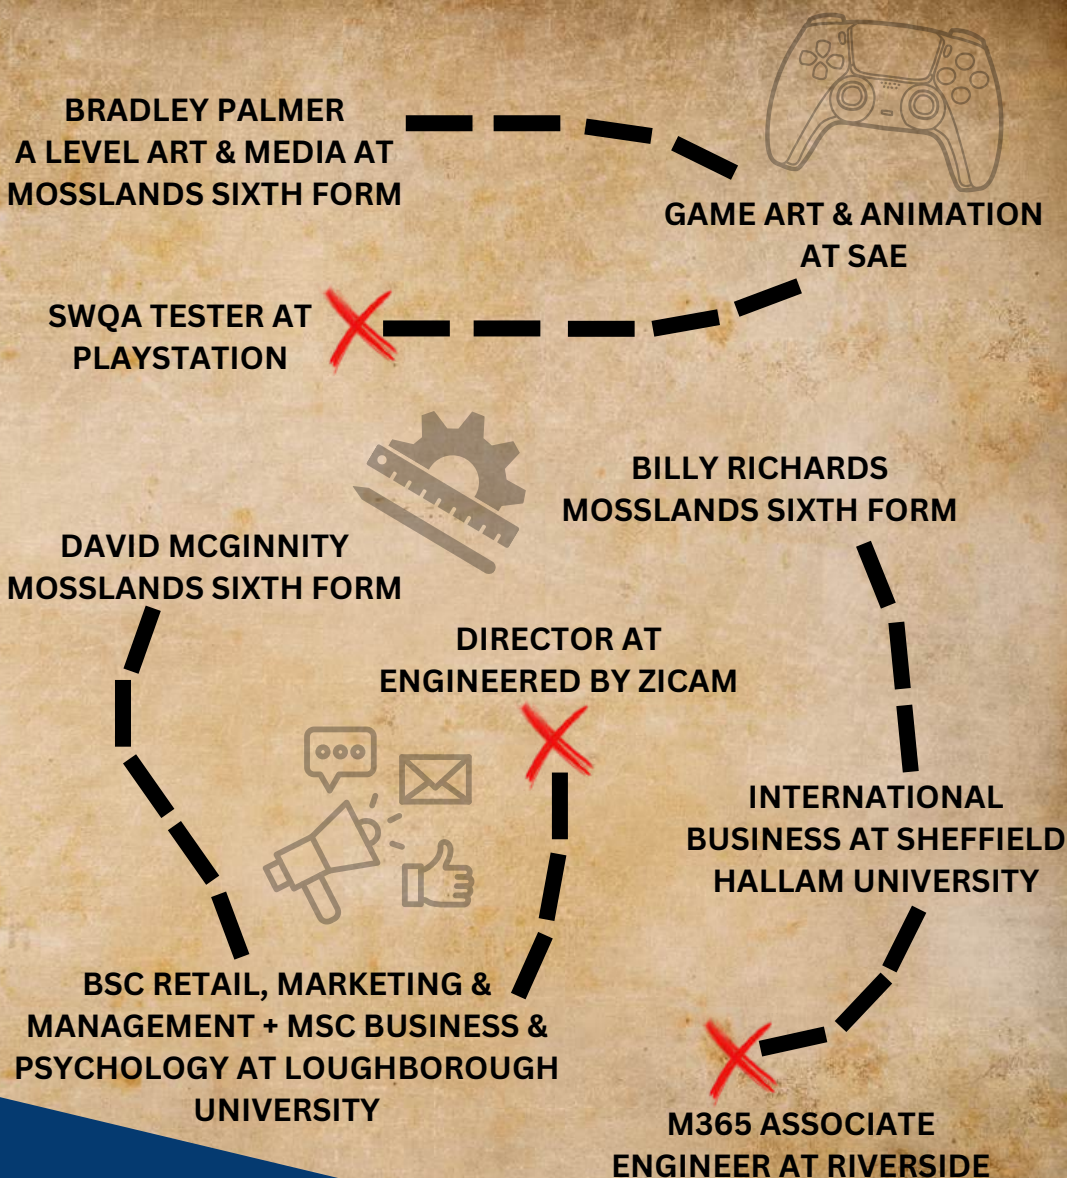 BRADLEY PALMER
A LEVEL ART & MEDIA AT
MOSSLANDS SIXTH FORM
GAME ART & ANIMATION
AT SAE
SWQA TESTER AT
PLAYSTATION
BILLY RICHARDS
MOSSLANDS SIXTH FORM
DAVID MCGINNITY
MOSSLANDS SIXTH FORM
DIRECTOR AT
ENGINEERED BY ZICAM
INTERNATIONAL
BUSINESS AT SHEFFIELD
HALLAM UNIVERSITY
BSC RETAIL, MARKETING &
MANAGEMENT + MSC BUSINESS &
PSYCHOLOGY AT LOUGHBOROUGH
UNIVERSITY
M365 ASSOCIATE
ENGINEER AT RIVERSIDE